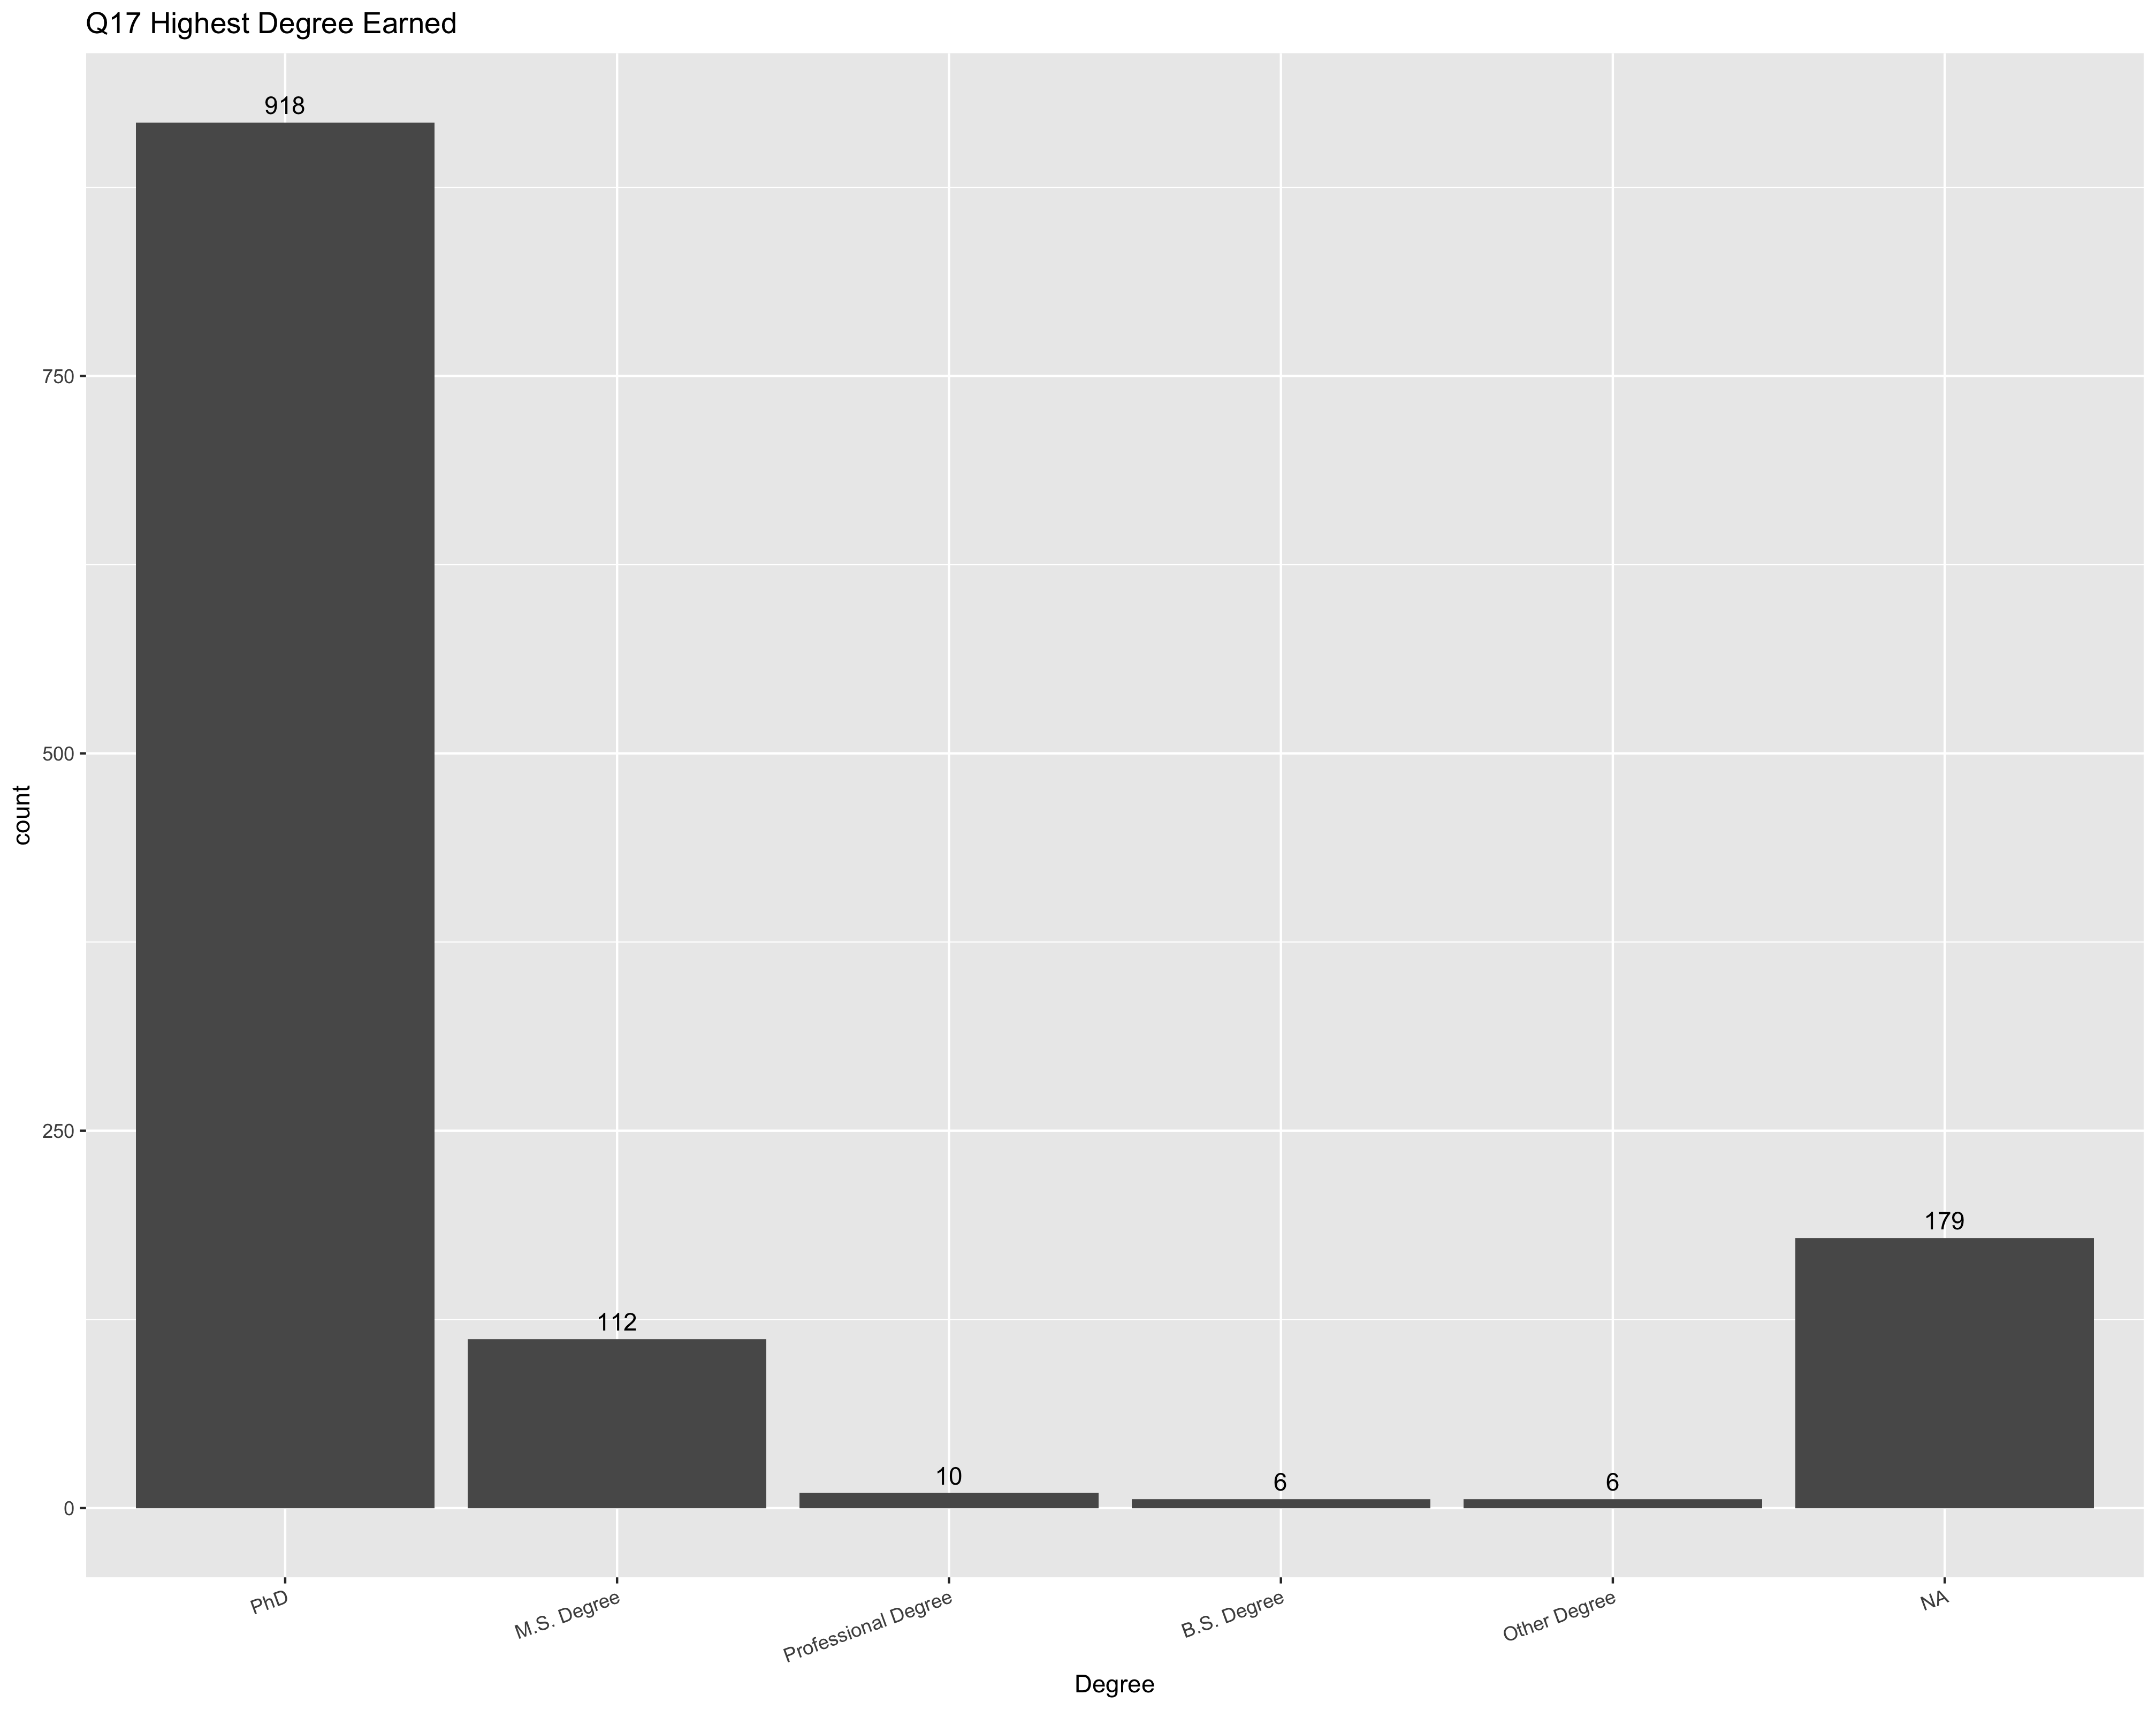 Q17 Highest Degree Earned
918
750
500
count
250
179
112
10
6
6
0
PhD
M.S. Degree
Professional Degree
B.S. Degree
Other Degree
NA
Degree